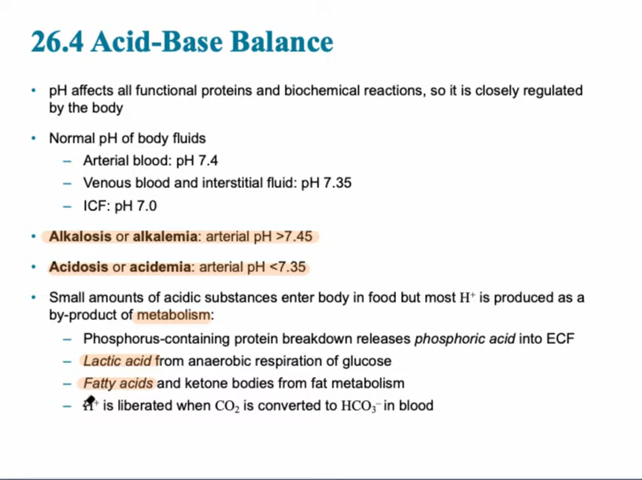 26.4 Acid-Base Balance
• pH affects all functional proteins and biochemical reactions, so it is closely regulated
by the body
• Normal pH of body fluids
– Arterial blood: pH 7.4
– Venous blood and interstitial fluid: pH 7.35
– ICF: pH 7.0
• Alkalosis or alkalemia: arterial pH >7.45
• Acidosis or acidemia: arterial pH <7.35
• Small amounts of acidic substances enter body in food but most H⁺ is produced as a
by-product of metabolism:
– Phosphorus-containing protein breakdown releases phosphoric acid into ECF
– Lactic acid from anaerobic respiration of glucose
– Fatty acids and ketone bodies from fat metabolism
– H⁺ is liberated when CO₂ is converted to HCO₃⁻ in blood